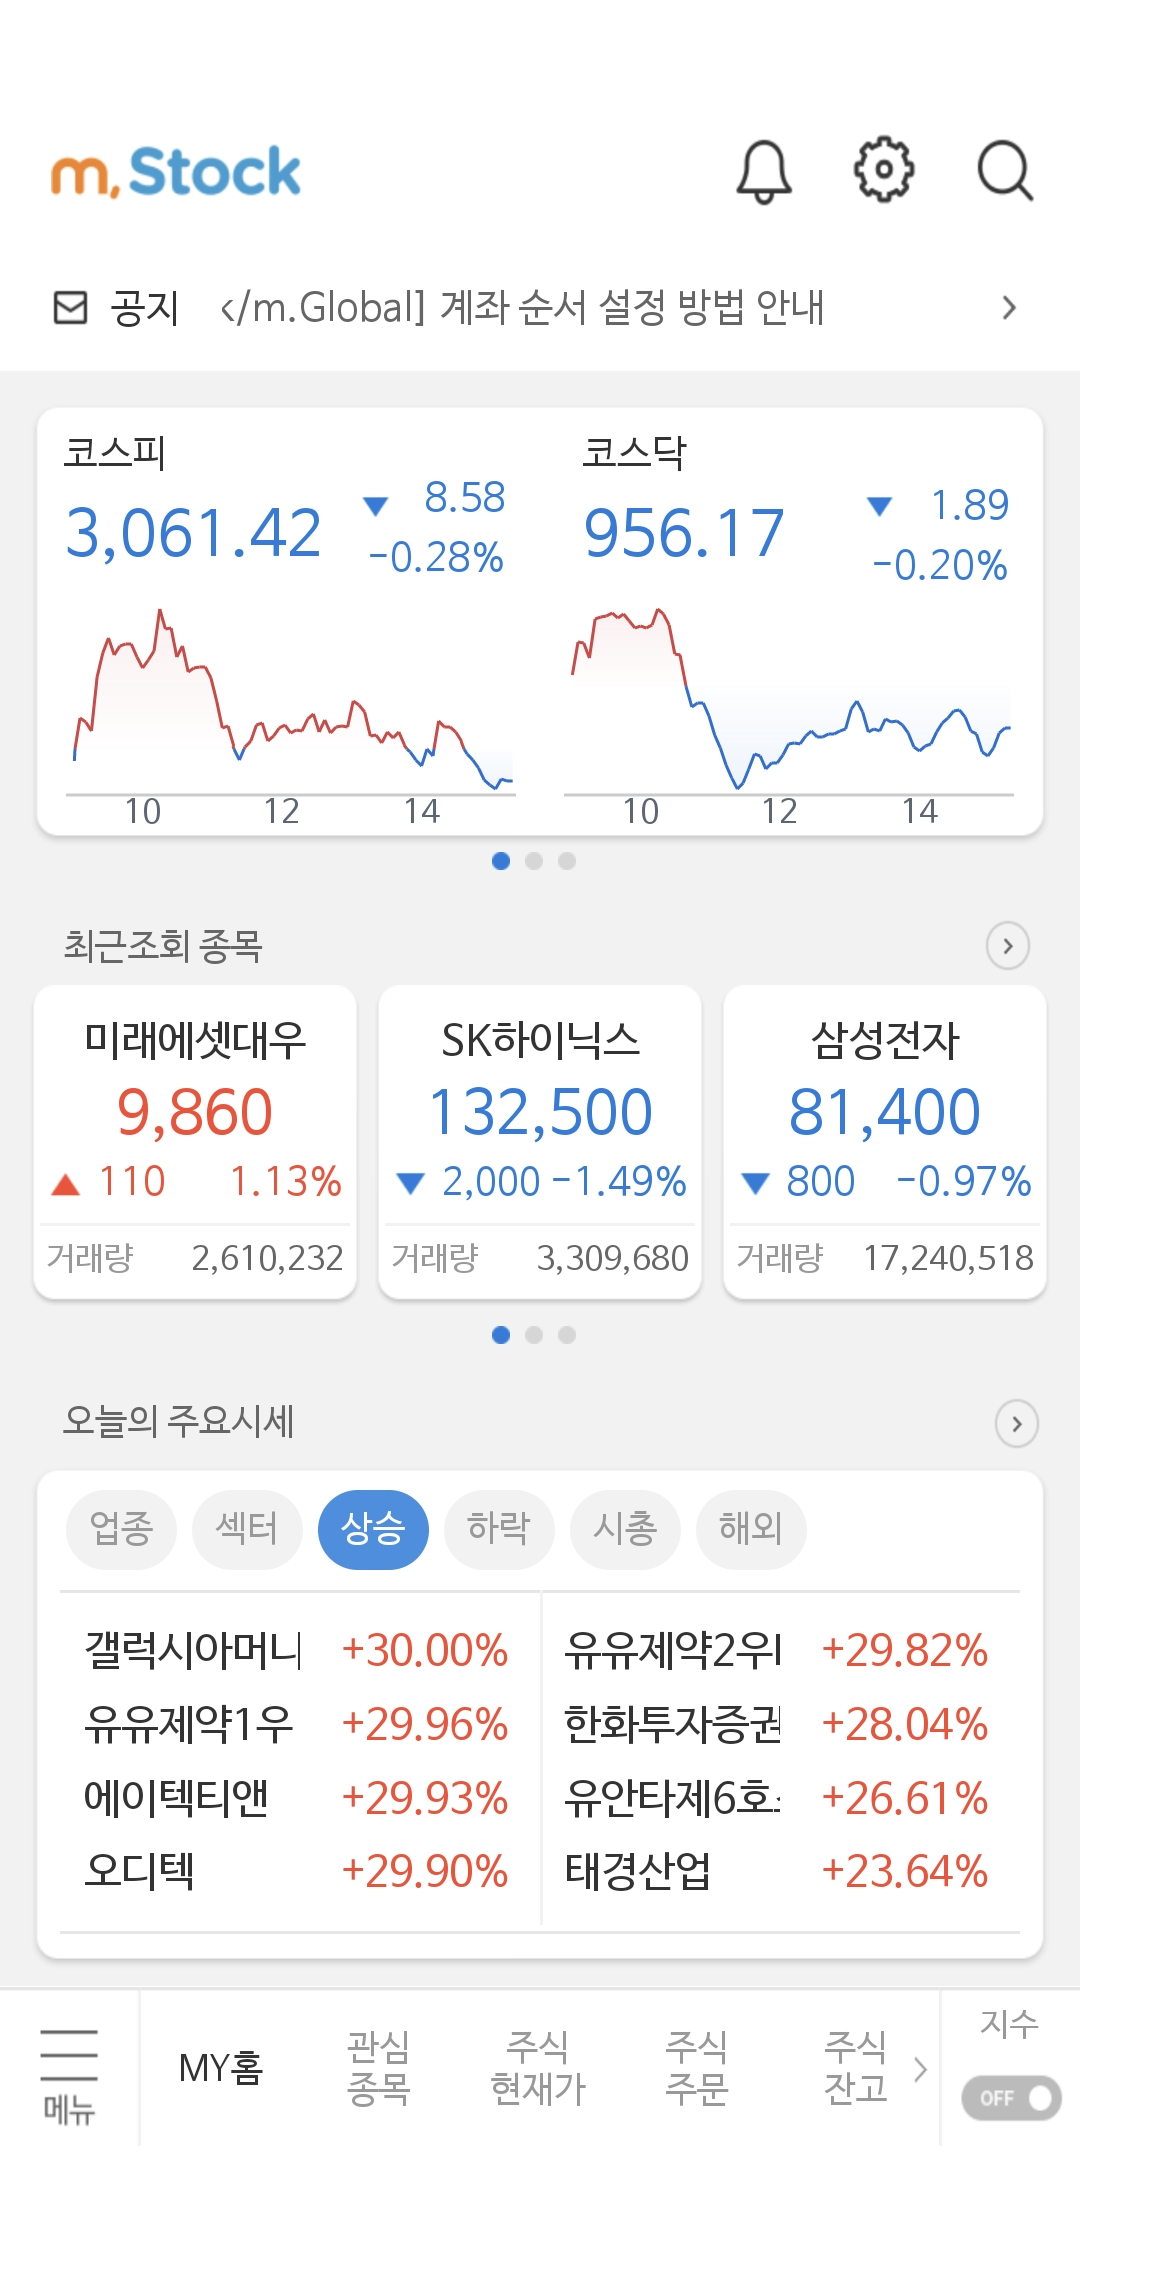 m.Stock
공지 </m.Global] 계좌 순서 설정 방법 안내
코스피
3,061.42 ▼ 8.58
-0.28%
10 12 14
코스닥
956.17 ▼ 1.89
-0.20%
10 12 14
최근조회 종목
미래에셋대우
9,860
▲ 110 1.13%
거래량 2,610,232
SK하이닉스
132,500
▼ 2,000 -1.49%
거래량 3,309,680
삼성전자
81,400
▼ 800 -0.97%
거래량 17,240,518
오늘의 주요시세
업종 섹터 상승 하락 시총 해외
갤럭시아머니 +30.00%
유유제약1우 +29.96%
에이텍티앤 +29.93%
오디텍 +29.90%
유유제약2우 +29.82%
한화투자증권 +28.04%
유안타제6호 +26.61%
태경산업 +23.64%
메뉴
MY홈
관심
종목
주식
현재가
주식
주문
주식
잔고
지수
OFF